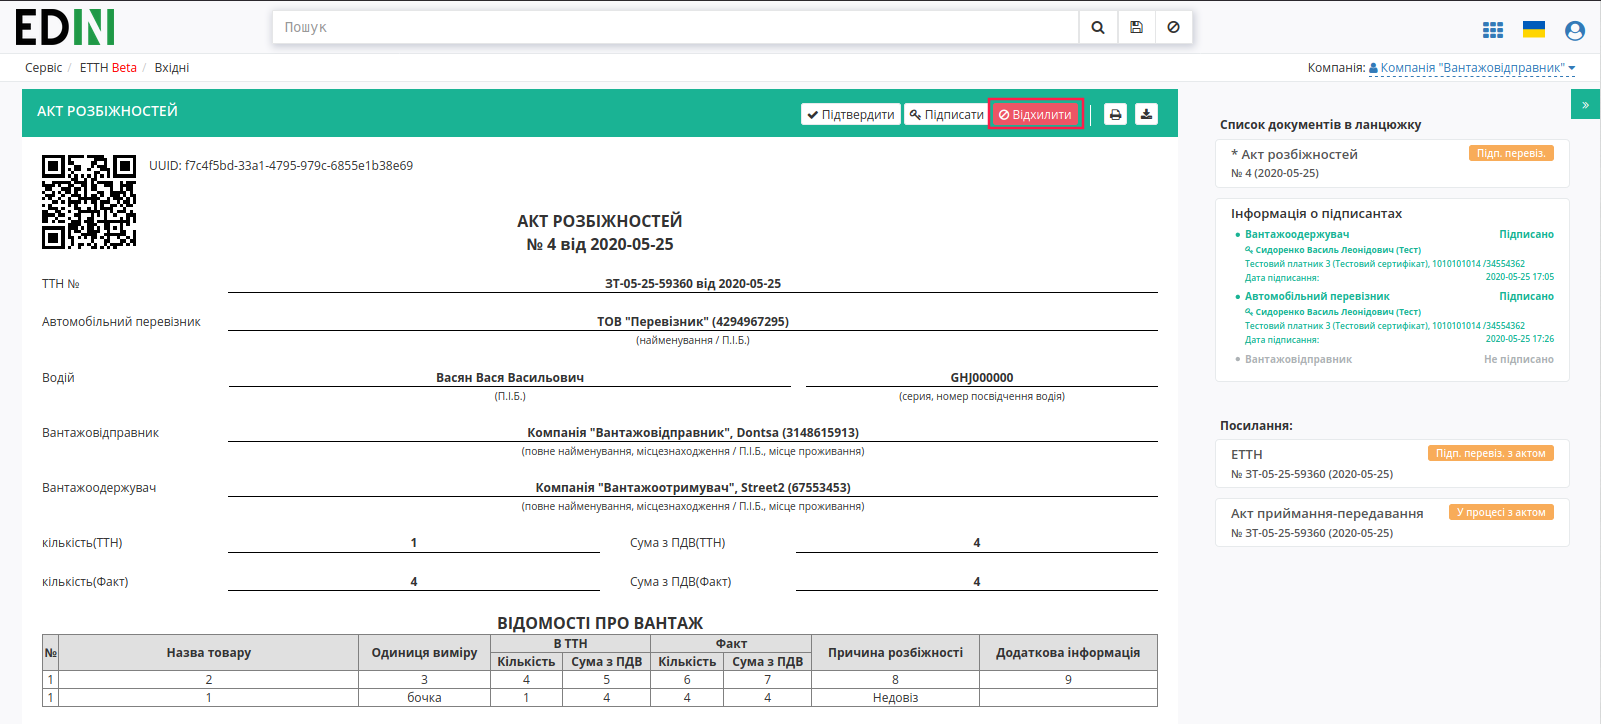 EDIN
Пошук
Сервіс / ЕТТН Beta / Вхідні
Компанія: Компанія "Вантажовідправник"
АКТ РОЗБІЖНОСТЕЙ
Підтвердити Підписати Відхилити
»
UUID: f7c4f5bd-33a1-4795-979c-6855e1b38e69
АКТ РОЗБІЖНОСТЕЙ
№ 4 від 2020-05-25
ТТН № ЗТ-05-25-59360 від 2020-05-25
Автомобільний перевізник ТОВ "Перевізник" (4294967295)
(найменування / П.І.Б.)
Водій Васян Вася Васильович GHJ000000
(П.І.Б.) (серия, номер посвідчення водія)
Вантажовідправник Компанія "Вантажовідправник", Dontsa (3148615913)
(повне найменування, місцезнаходження / П.І.Б., місце проживання)
Вантажоодержувач Компанія "Вантажоотримувач", Street2 (67553453)
(повне найменування, місцезнаходження / П.І.Б., місце проживання)
кількість(ТТН) 1 Сума з ПДВ(ТТН) 4
кількість(Факт) 4 Сума з ПДВ(Факт) 4
ВІДОМОСТІ ПРО ВАНТАЖ
№ Назва товару Одиниця виміру В ТТН Факт Причина розбіжності Додаткова інформація
Кількість Сума з ПДВ Кількість Сума з ПДВ
1 2 3 4 5 6 7 8 9
1 1 бочка 1 4 4 4 Недовіз
Список документів в ланцюжку
* Акт розбіжностей Підп. перевіз.
№ 4 (2020-05-25)
Інформація о підписантах
Вантажоодержувач Підписано
Сидоренко Василь Леонідович (Тест)
Тестовий платник 3 (Тестовий сертифікат), 1010101014 /34554362
Дата підписання: 2020-05-25 17:05
Автомобільний перевізник Підписано
Сидоренко Василь Леонідович (Тест)
Тестовий платник 3 (Тестовий сертифікат), 1010101014 /34554362
Дата підписання: 2020-05-25 17:26
Вантажовідправник Не підписано
Посилання:
ЕТТН Підп. перевіз. з актом
№ ЗТ-05-25-59360 (2020-05-25)
Акт приймання-передавання У процесі з актом
№ ЗТ-05-25-59360 (2020-05-25)